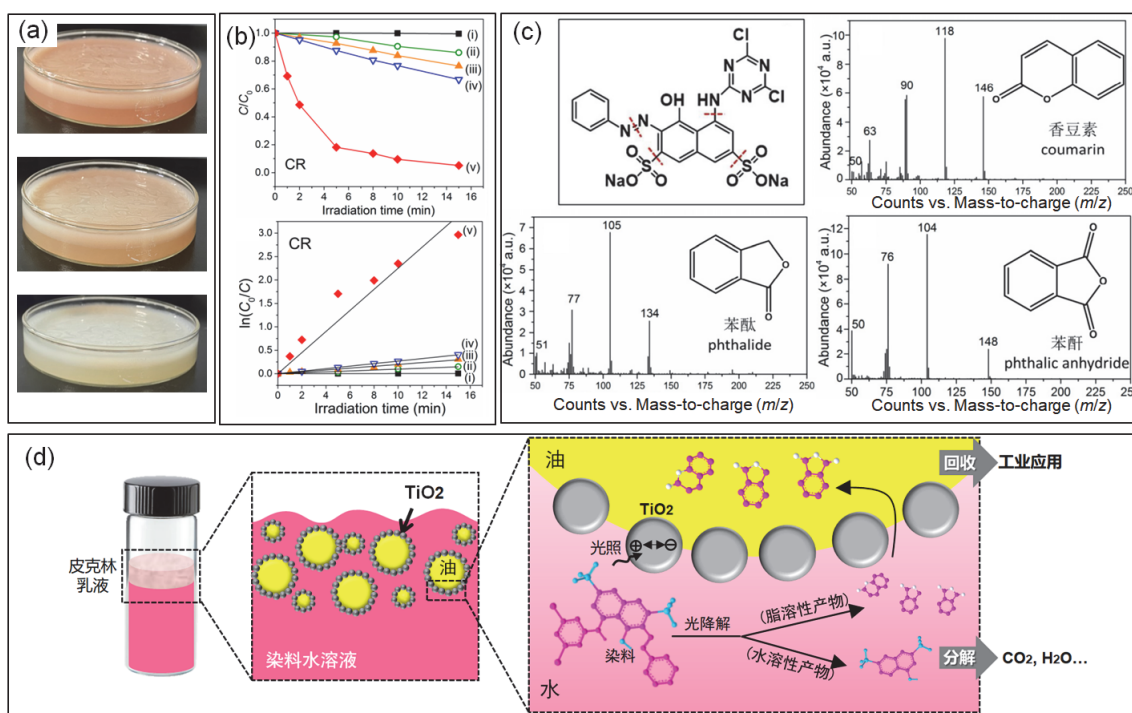 (a)
(b)
1.0
0.8
0.6
0.4
0.2
0.0
C/C₀
CR
(i)
(ii)
(iii)
(iv)
(v)
0 2 4 6 8 10 12 14 16
Irradiation time (min)
3.0
2.5
2.0
1.5
1.0
0.5
0.0
ln(C₀/C)
CR
(v)
(iv)
(iii)
(ii)
(i)
0 2 4 6 8 10 12 14 16
Irradiation time (min)
(c)
Cl
N N
N Cl
OH HN
N N
NaO S O O
O S O ONa
Abundance (×10⁴ a.u.)
10
8
6
4
2
0
50
63
90
118
146
香豆素
coumarin
50 75 100 125 150 175 200 225 250
Counts vs. Mass-to-charge (m/z)
Abundance (×10⁴ a.u.)
7
6
5
4
3
2
1
0
51
77
105
134
O
O
苯酞
phthalide
50 75 100 125 150 175 200 225 250
Counts vs. Mass-to-charge (m/z)
Abundance (×10⁴ a.u.)
12
10
8
6
4
2
0
50
76
104
148
O
O
O
苯酐
phthalic anhydride
50 75 100 125 150 175 200 225 250
Counts vs. Mass-to-charge (m/z)
(d)
皮克林
乳液
TiO2
油
染料水溶液
油
TiO2
光照
染料
水
光降解
(脂溶性产物)
(水溶性产物)
回收
工业应用
分解
CO₂, H₂O...